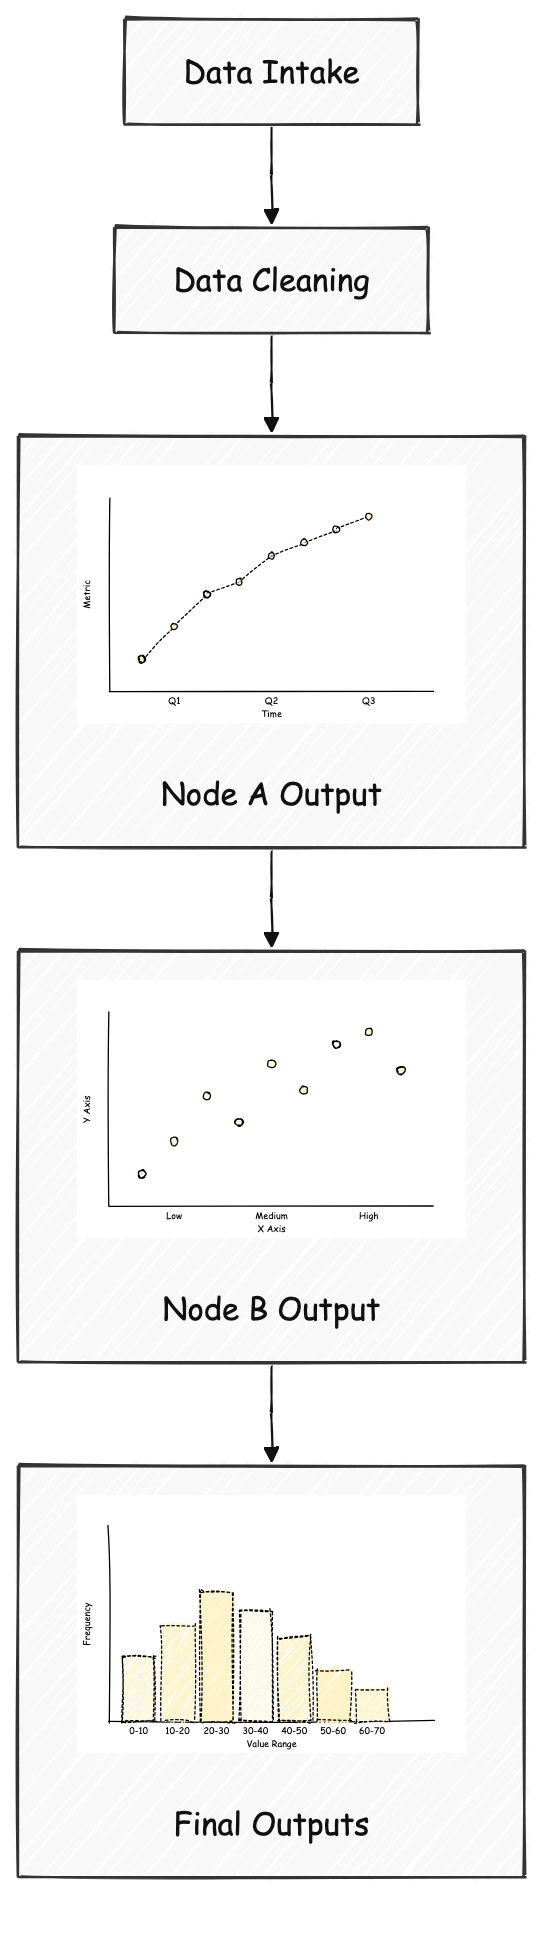 Data Intake
Data Cleaning
Metric
Q1 Q2 Q3
Time
Node A Output
Y Axis
Low Medium High
X Axis
Node B Output
Frequency
0-10 10-20 20-30 30-40 40-50 50-60 60-70
Value Range
Final Outputs